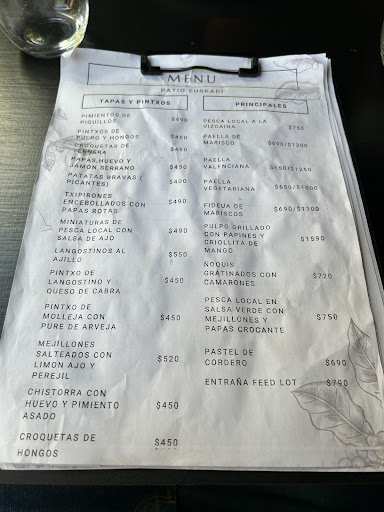 MENU
PATIO EUSKADI
TAPAS Y PINTXOS
PIMIENTOS DE
PIQUILLOS $490
PINTXOS DE
PULPO Y HONGOS $450
CROQUETAS DE
TERNERA $450
PAPAS,HUEVO Y
JAMON SERRANO $450
PATATAS BRAVAS (
PICANTES) $400
TXIPIRONES
ENCEBOLLADOS CON $490
PAPAS ROTAS
MINIATURAS DE
PESCA LOCAL CON $490
SALSA DE AJO
LANGOSTINOS AL $550
AJILLO
PINTXO DE
LANGOSTINO Y $450
QUESO DE CABRA
PINTXO DE
MOLLEJA CON $450
PURE DE ARVEJA
MEJILLONES
SALTEADOS CON $520
LIMON AJO Y
PEREJIL
CHISTORRA CON
HUEVO Y PIMIENTO $450
ASADO
CROQUETAS DE $450
HONGOS
PRINCIPALES
PESCA LOCAL A LA
VIZCAINA $750
PAELLA DE
MARISCO $690/$1300
PAELLA
VALENCIANA $650/$1250
PAELLA
VEGETARIANA $550/$1000
FIDEUA DE
MARISCOS $690/$1300
PULPO GRILLADO
CON PAPINES Y $1590
CRIOLLITA DE
MANGO
ÑOQUIS
GRATINADOS CON $720
CAMARONES
PESCA LOCAL EN
SALSA VERDE CON
MEJILLONES Y $750
PAPAS CROCANTE
PASTEL DE
CORDERO $690
ENTRAÑA FEED LOT $790